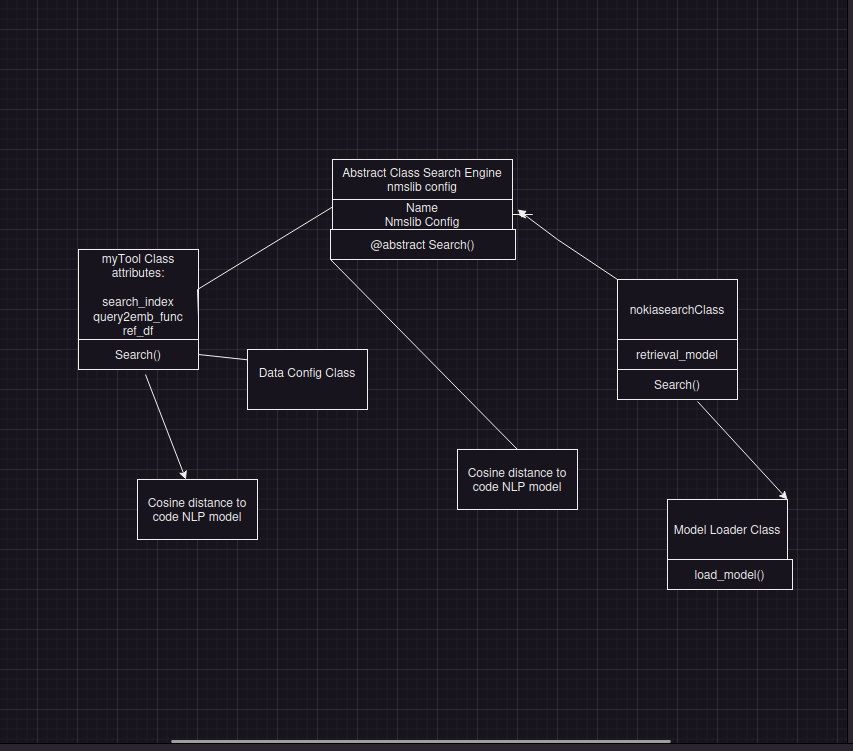 Abstract Class Search Engine
nmslib config
Name
Nmslib Config
@abstract Search()
myTool Class
attributes:
search_index
query2emb_func
ref_df
Search()
Data Config Class
nokiasearchClass
retrieval_model
Search()
Cosine distance to
code NLP model
Cosine distance to
code NLP model
Model Loader Class
load_model()